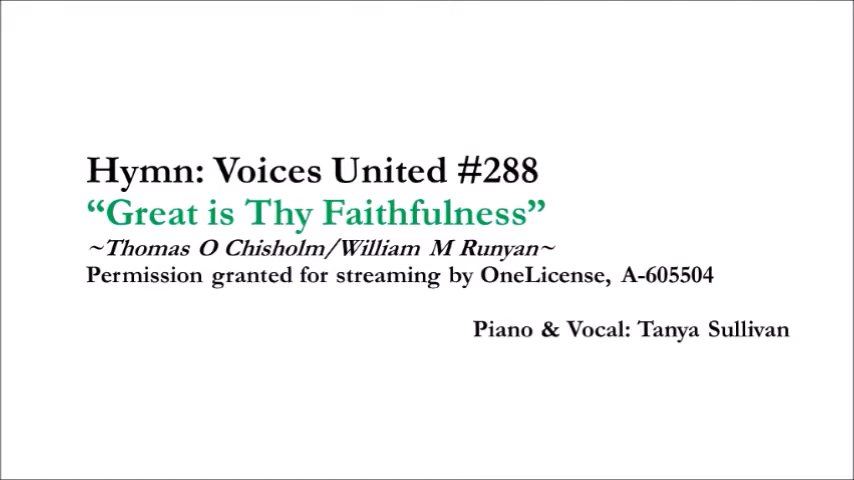 Hymn: Voices United #288
“Great is Thy Faithfulness”
~Thomas O Chisholm/William M Runyan~
Permission granted for streaming by OneLicense, A-605504
Piano & Vocal: Tanya Sullivan